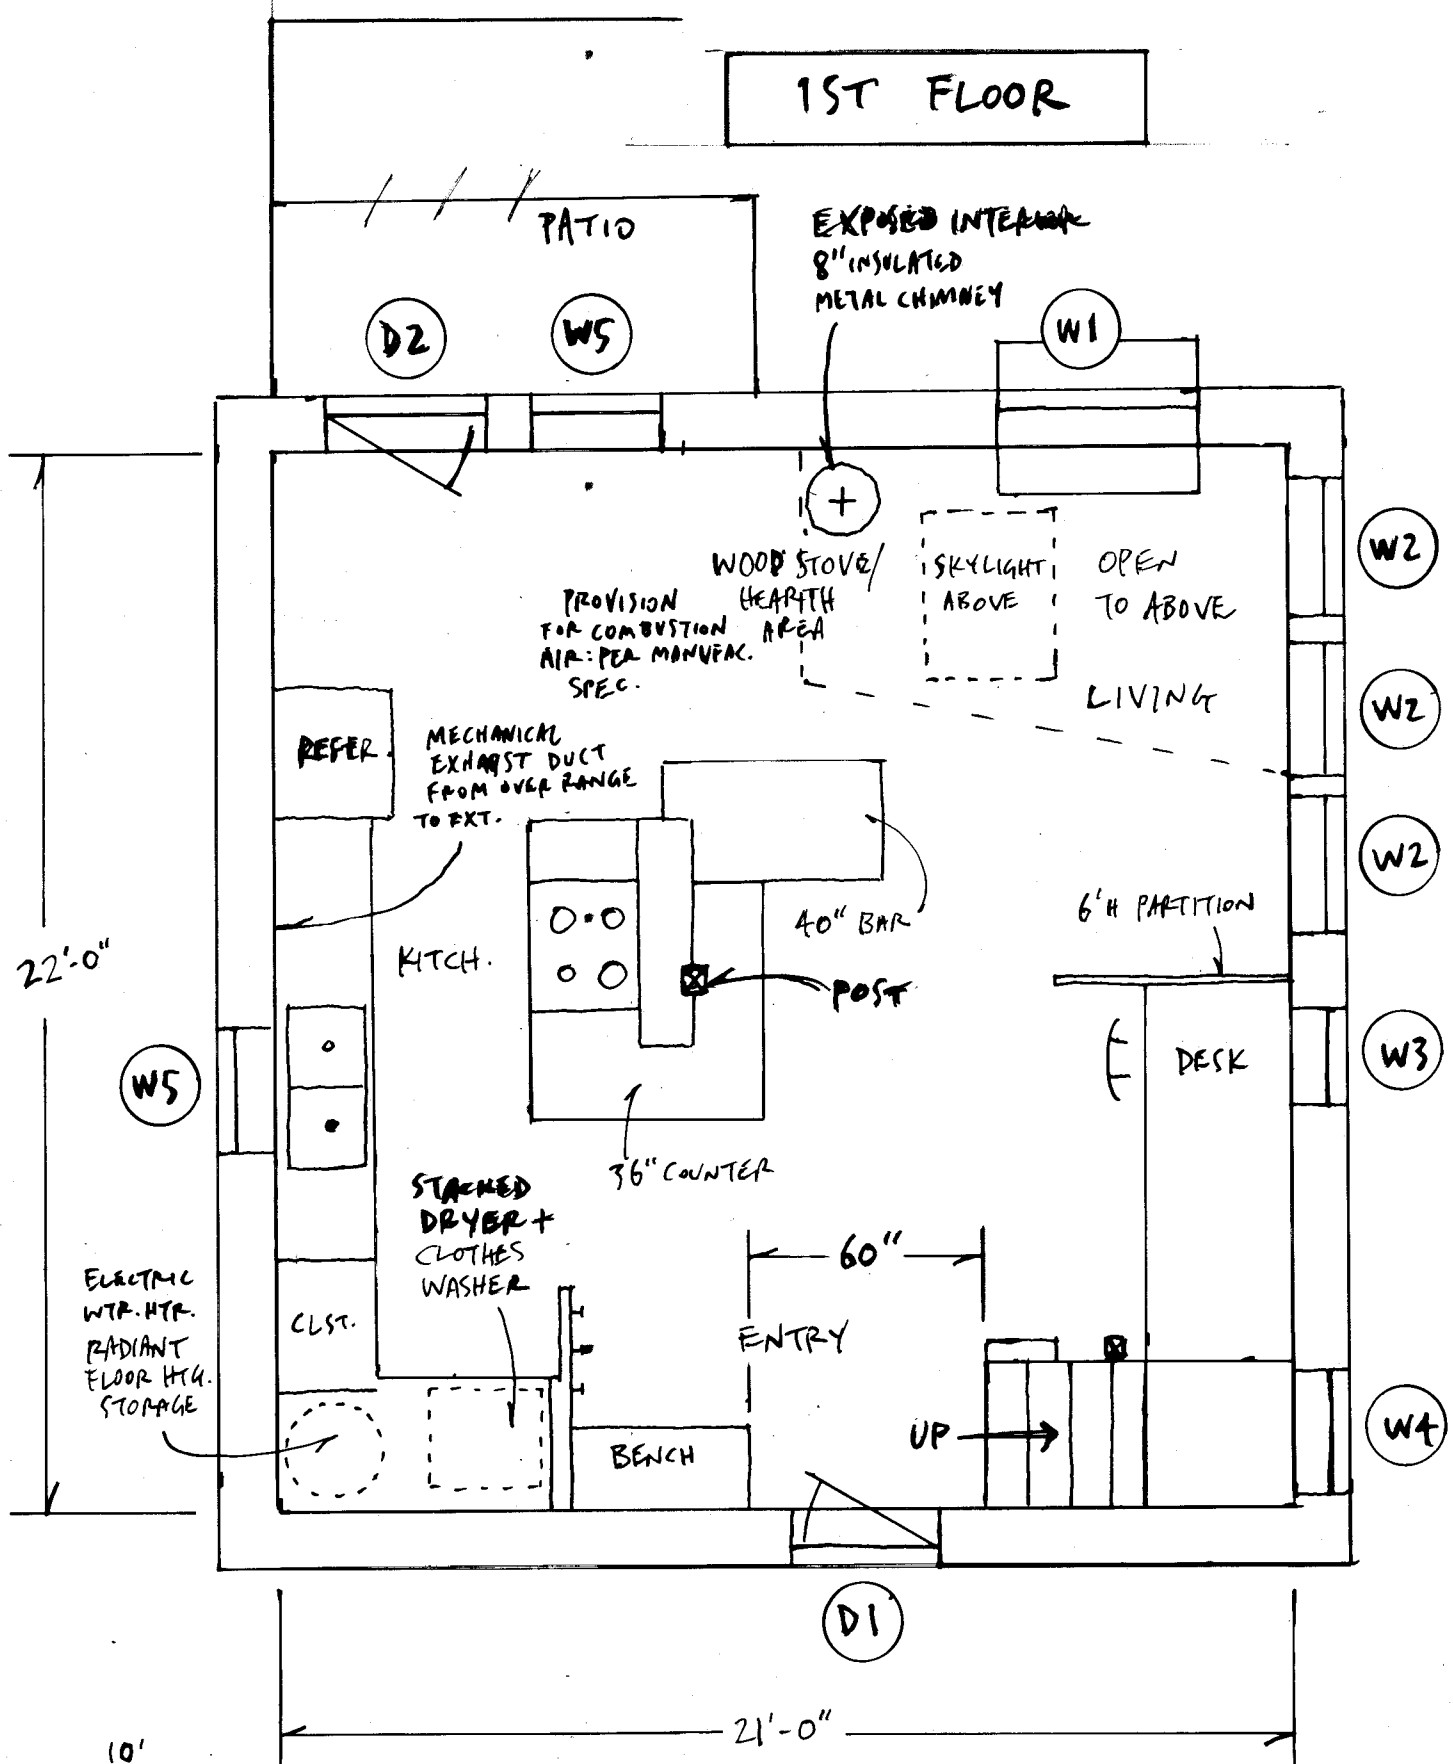 1ST FLOOR
PATIO
EXPOSED INTERIOR
8" INSULATED
METAL CHIMNEY
D2
W5
W1
WOOD STOVE/
HEARTH
AREA
SKYLIGHT
ABOVE
OPEN
TO ABOVE
W2
PROVISION
FOR COMBUSTION
AIR: PER MANUFAC.
SPEC.
LIVING
W2
REFER.
MECHANICAL
EXHAUST DUCT
FROM OVER RANGE
TO EXT.
W2
40" BAR
6'H PARTITION
22'-0"
KITCH.
POST
W5
DESK
W3
36" COUNTER
STACKED
DRYER +
CLOTHES
WASHER
60"
ELECTRIC
WTR. HTR.
RADIANT
FLOOR HTG.
STORAGE
CLST.
ENTRY
UP
BENCH
W4
D1
21'-0"
10'